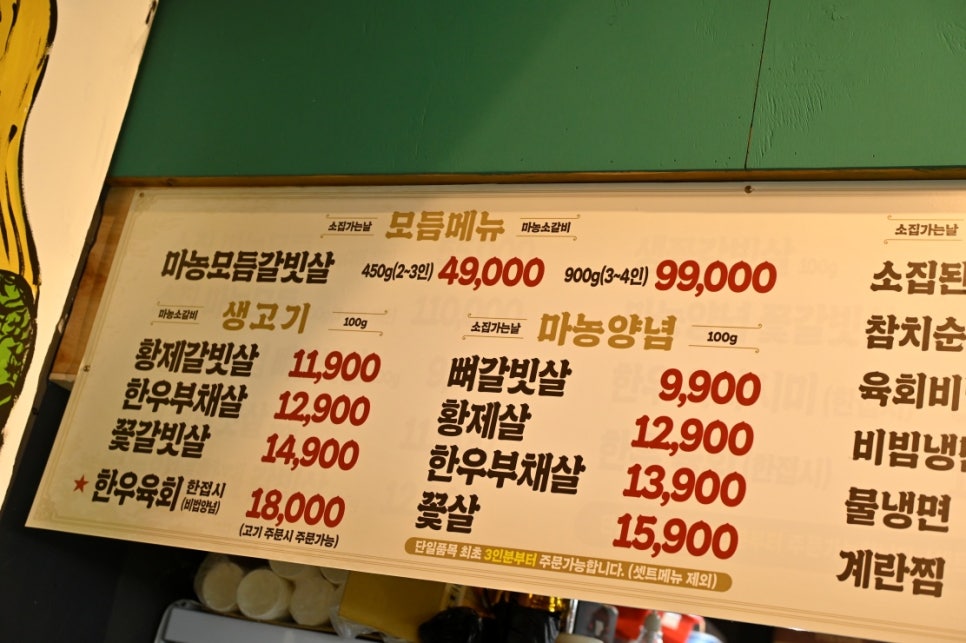 소집가는날 모듬메뉴 마농소갈비
마농모듬갈빗살 450g(2~3인) 49,000 900g(3~4인) 99,000
마농소갈비 생고기 100g
황제갈빗살 11,900
한우부채살 12,900
꽃갈빗살 14,900
★한우육회 한접시 (비법양념) 18,000
(고기 주문시 주문가능)
소집가는날 마농양념 100g
뼈갈빗살 9,900
황제살 12,900
한우부채살 13,900
꽃살 15,900
단일품목 최초 3인분부터 주문가능합니다. (셋트메뉴 제외)
소집가는날
소집된
참치순
육회비
비빔냉면
물냉면
계란찜